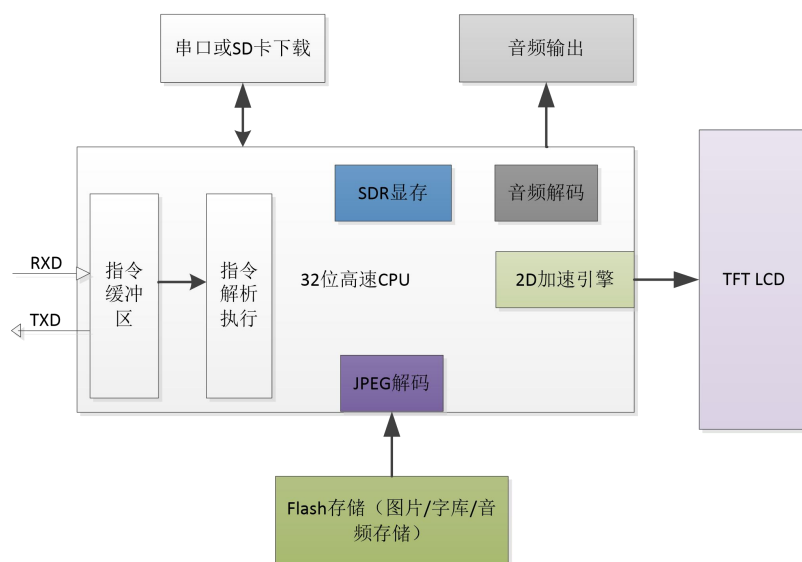 串口或SD卡下载
音频输出
SDR显存
音频解码
RXD
TXD
指令
缓冲
区
指令
解析
执行
32位高速CPU
2D加速引擎
TFT LCD
JPEG解码
Flash存储（图片/字库/音
频存储）